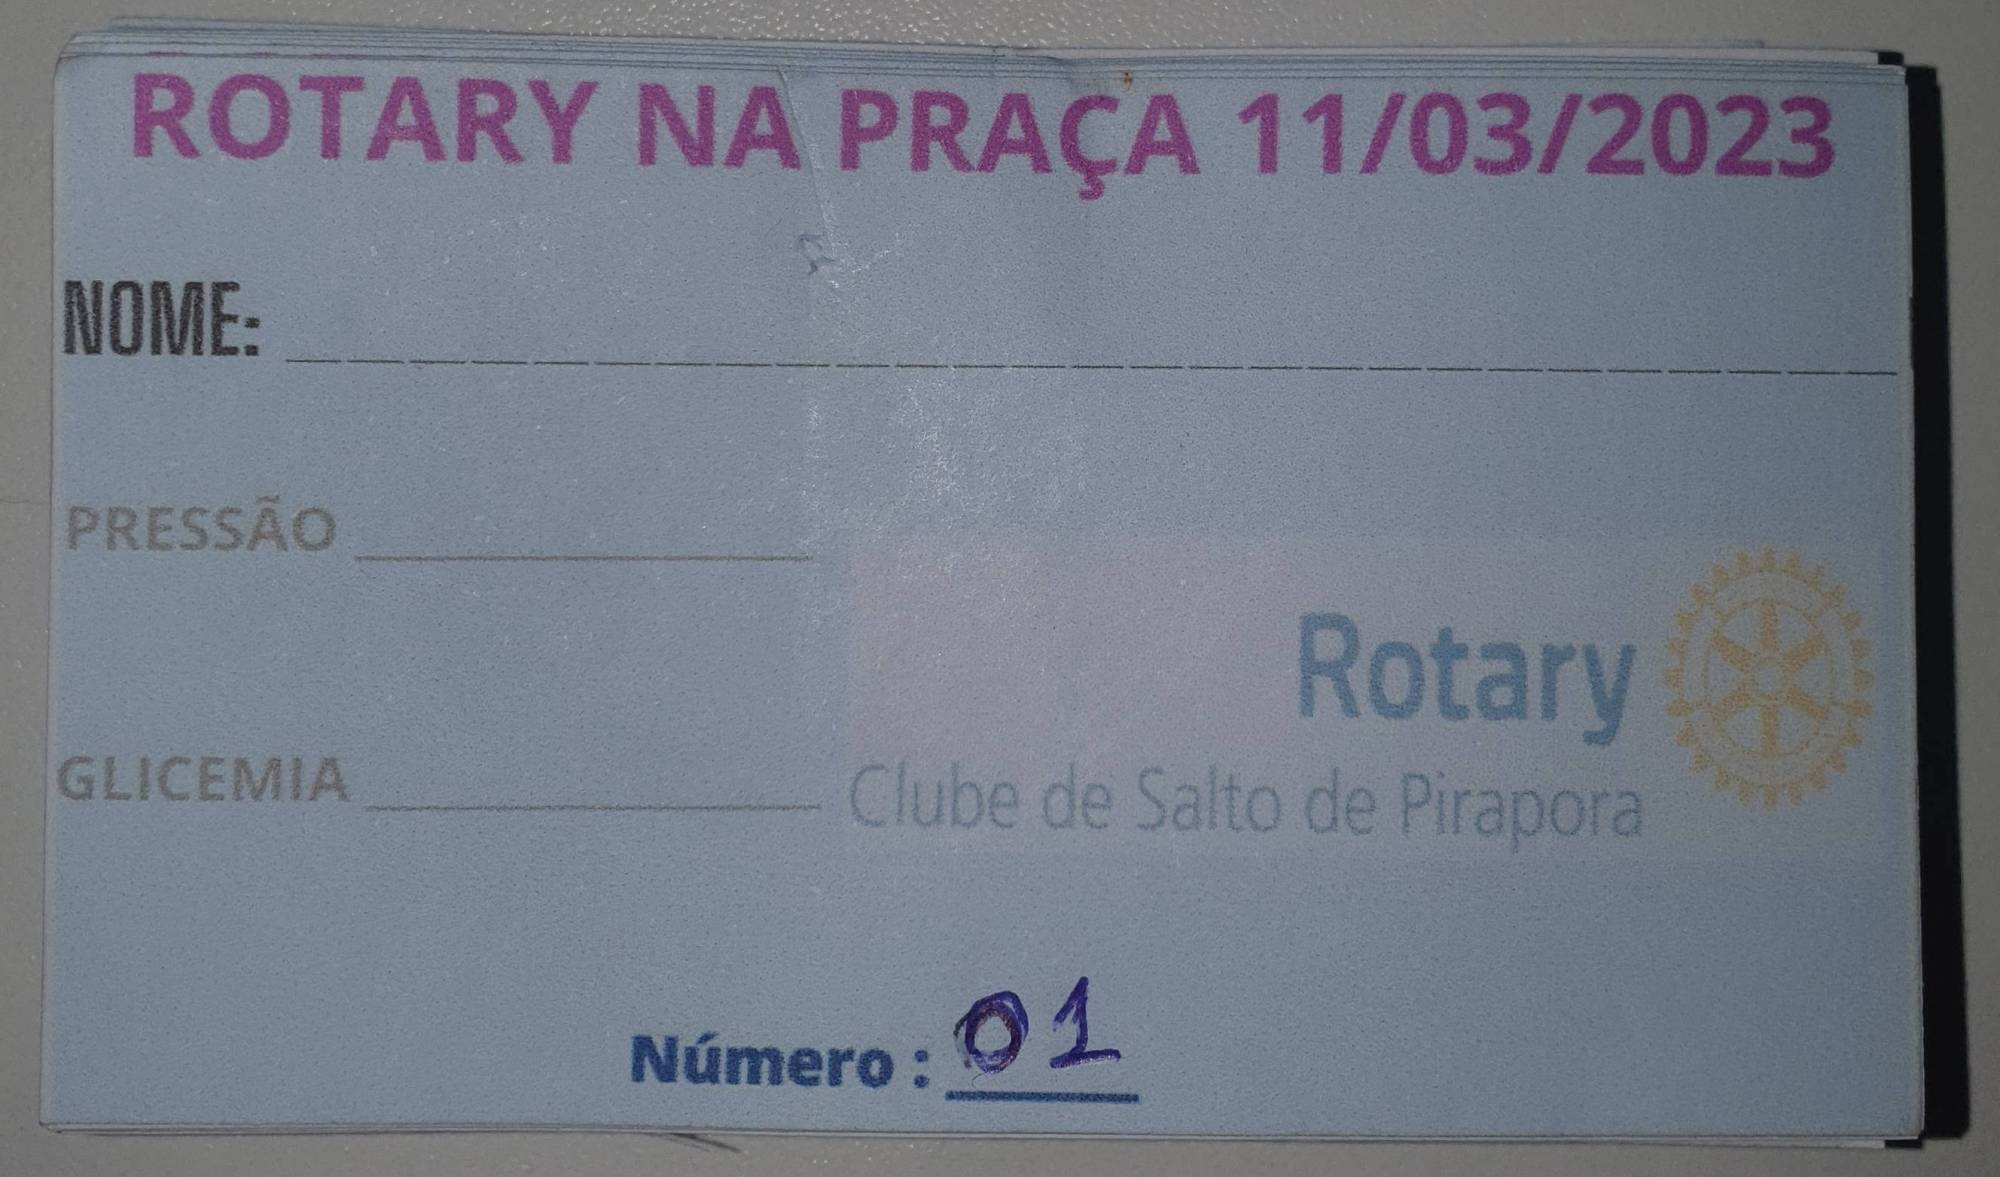 ROTARY NA PRAÇA 11/03/2023
NOME:
PRESSÃO
GLICEMIA
Rotary
Clube de Salto de Pirapora
Número : 01